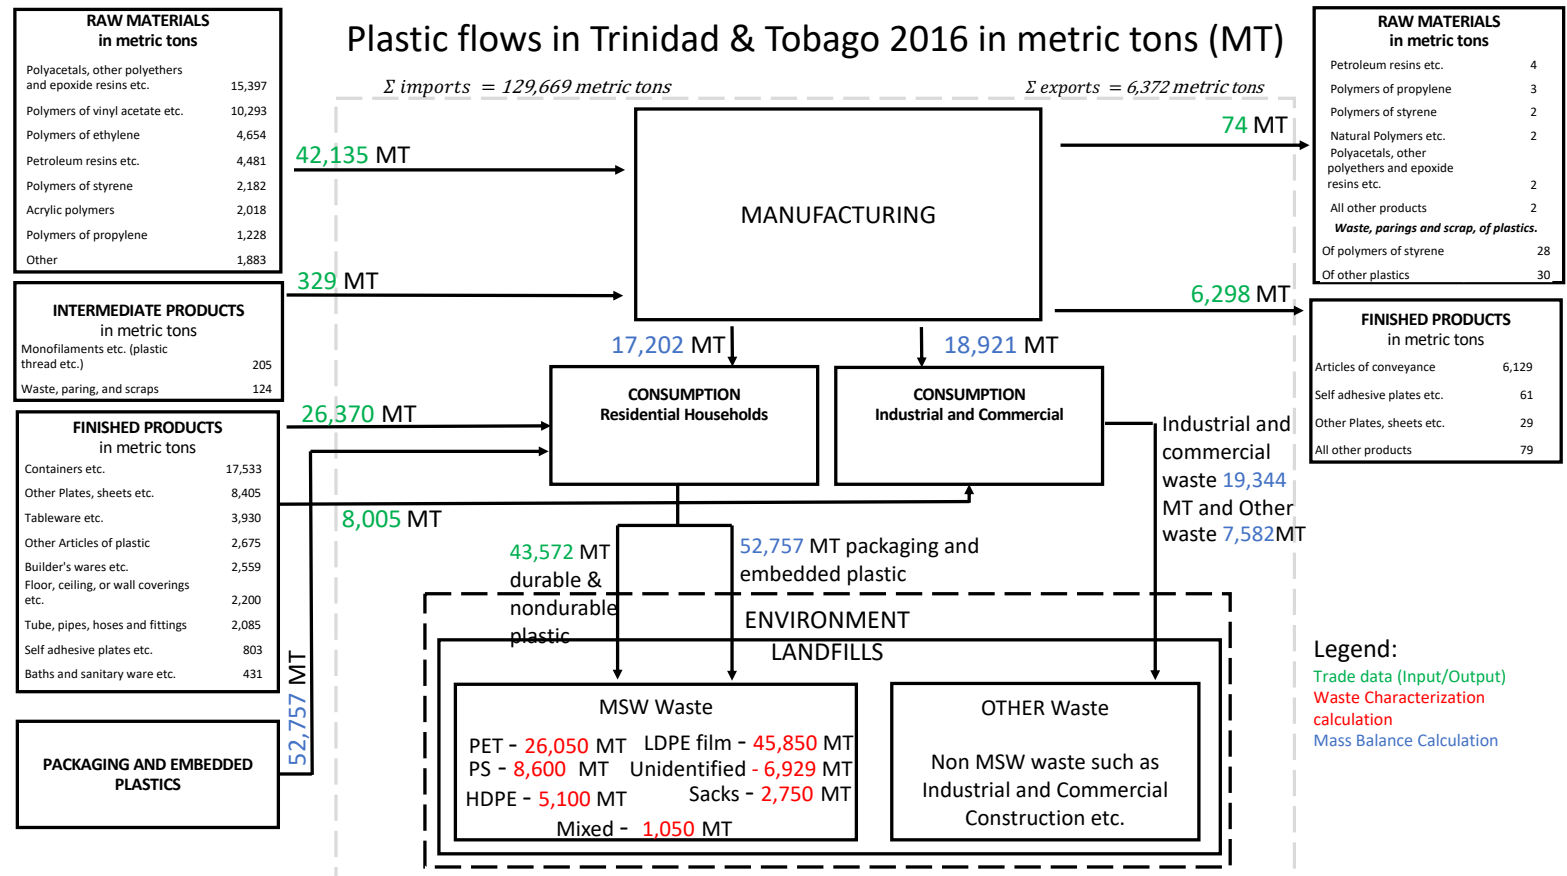 Plastic flows in Trinidad & Tobago 2016 in metric tons (MT)
Σ imports = 129,669 metric tons
Σ exports = 6,372 metric tons
RAW MATERIALS
in metric tons
Polyacetals, other polyethers
and epoxide resins etc. 15,397
Polymers of vinyl acetate etc. 10,293
Polymers of ethylene 4,654
Petroleum resins etc. 4,481
Polymers of styrene 2,182
Acrylic polymers 2,018
Polymers of propylene 1,228
Other 1,883
INTERMEDIATE PRODUCTS
in metric tons
Monofilaments etc. (plastic
thread etc.) 205
Waste, paring, and scraps 124
FINISHED PRODUCTS
in metric tons
Containers etc. 17,533
Other Plates, sheets etc. 8,405
Tableware etc. 3,930
Other Articles of plastic 2,675
Builder's wares etc. 2,559
Floor, ceiling, or wall coverings
etc. 2,200
Tube, pipes, hoses and fittings 2,085
Self adhesive plates etc. 803
Baths and sanitary ware etc. 431
PACKAGING AND EMBEDDED
PLASTICS
42,135 MT
329 MT
26,370 MT
8,005 MT
52,757 MT
MANUFACTURING
17,202 MT
18,921 MT
CONSUMPTION
Residential Households
CONSUMPTION
Industrial and Commercial
74 MT
6,298 MT
43,572 MT
durable &
nondurable
plastic
52,757 MT packaging and
embedded plastic
Industrial and
commercial
waste 19,344
MT and Other
waste 7,582MT
ENVIRONMENT
LANDFILLS
MSW Waste
PET - 26,050 MT
LDPE film - 45,850 MT
PS - 8,600 MT
Unidentified - 6,929 MT
HDPE - 5,100 MT
Sacks - 2,750 MT
Mixed - 1,050 MT
OTHER Waste
Non MSW waste such as
Industrial and Commercial
Construction etc.
RAW MATERIALS
in metric tons
Petroleum resins etc. 4
Polymers of propylene 3
Polymers of styrene 2
Natural Polymers etc. 2
Polyacetals, other
polyethers and epoxide
resins etc. 2
All other products 2
Waste, parings and scrap, of plastics.
Of polymers of styrene 28
Of other plastics 30
FINISHED PRODUCTS
in metric tons
Articles of conveyance 6,129
Self adhesive plates etc. 61
Other Plates, sheets etc. 29
All other products 79
Legend:
Trade data (Input/Output)
Waste Characterization
calculation
Mass Balance Calculation